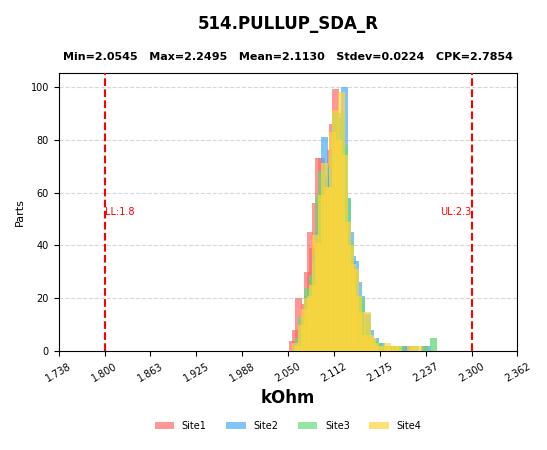 514.PULLUP_SDA_R
Min=2.0545 Max=2.2495 Mean=2.1130 Stdev=0.0224 CPK=2.7854
100
80
60
40
20
0
Parts
LL:1.8
UL:2.3
1.738 1.800 1.863 1.925 1.988 2.050 2.112 2.175 2.237 2.300 2.362
kOhm
Site1 Site2 Site3 Site4